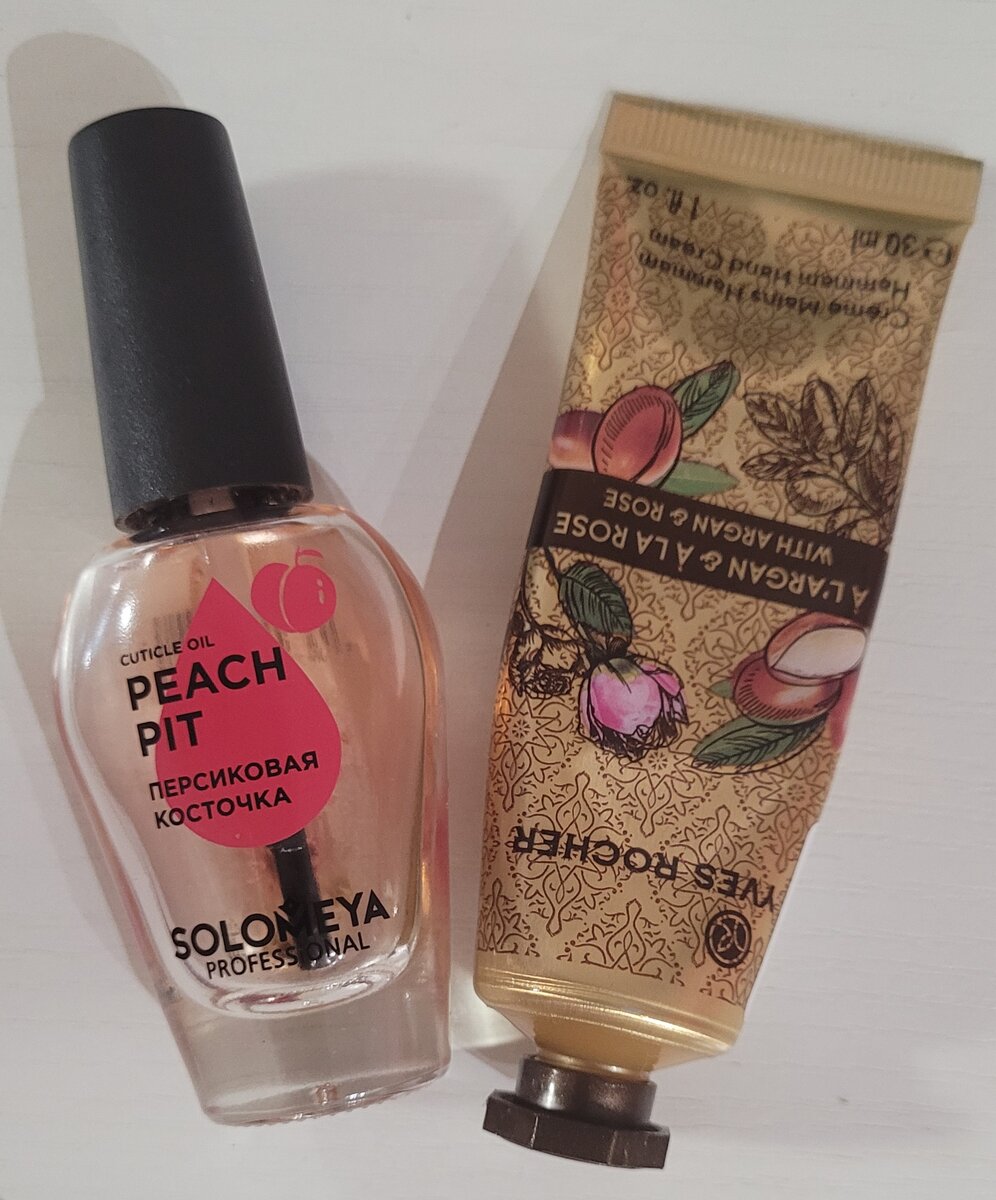 CUTICLE OIL
PEACH
PIT
ПЕРСИКОВАЯ
КОСТОЧКА
SOLOMEYA
PROFESSIONAL
YVES ROCHER
À L'ARGAN & À LA ROSE
WITH ARGAN & ROSE
Crème Mains Hammam
Hammam Hand Cream
℮ 30 ml
1 fl. oz